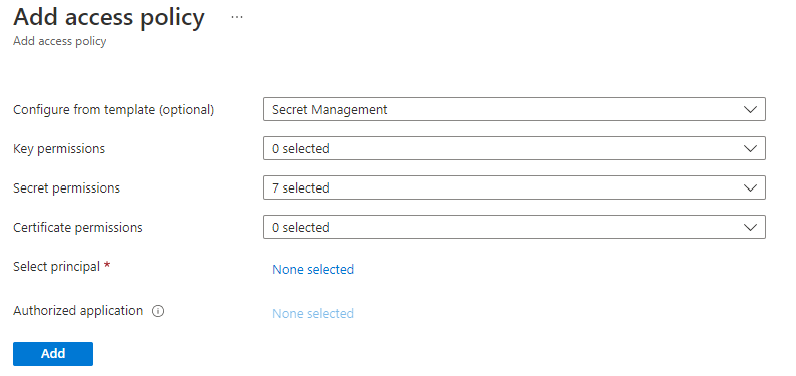 Add access policy ...
Add access policy
Configure from template (optional) Secret Management
Key permissions 0 selected
Secret permissions 7 selected
Certificate permissions 0 selected
Select principal * None selected
Authorized application None selected
Add